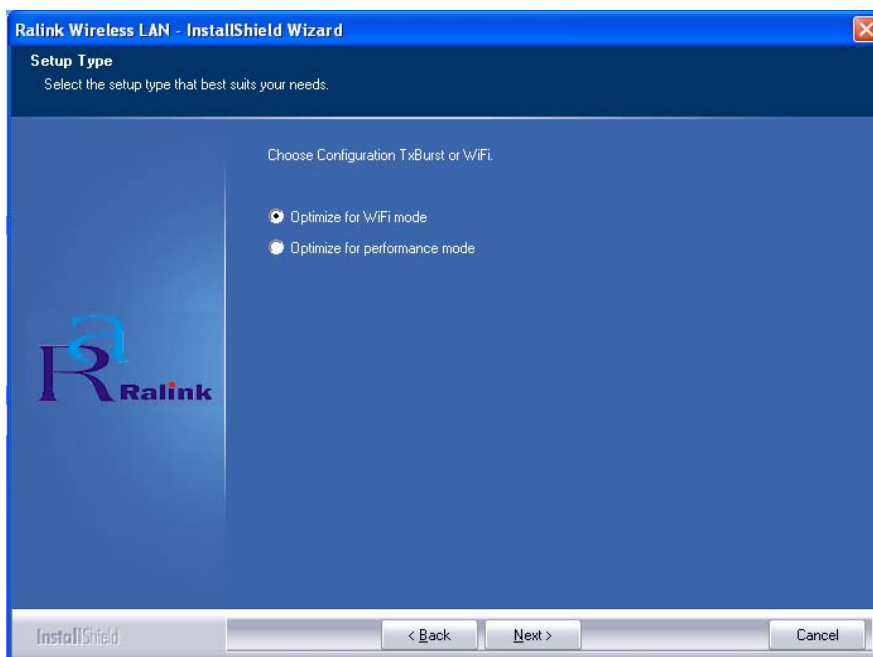 Ralink Wireless LAN - InstallShield Wizard
Setup Type
Select the setup type that best suits your needs.
Choose Configuration TxBurst or WiFi.
Optimize for WiFi mode
Optimize for performance mode
Ra
Ralink
InstallShield
< Back
Next >
Cancel